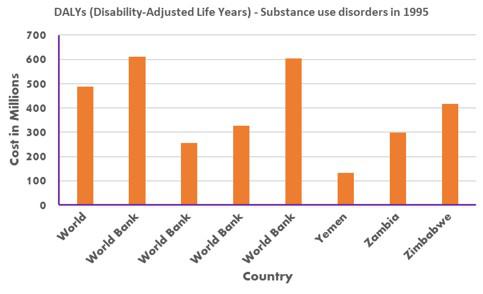 DALYs (Disability-Adjusted Life Years) - Substance use disorders in 1995
700
600
500
400
300
200
100
0
Cost in Millions
World
World Bank
World Bank
World Bank
World Bank
Yemen
Zambia
Zimbabwe
Country